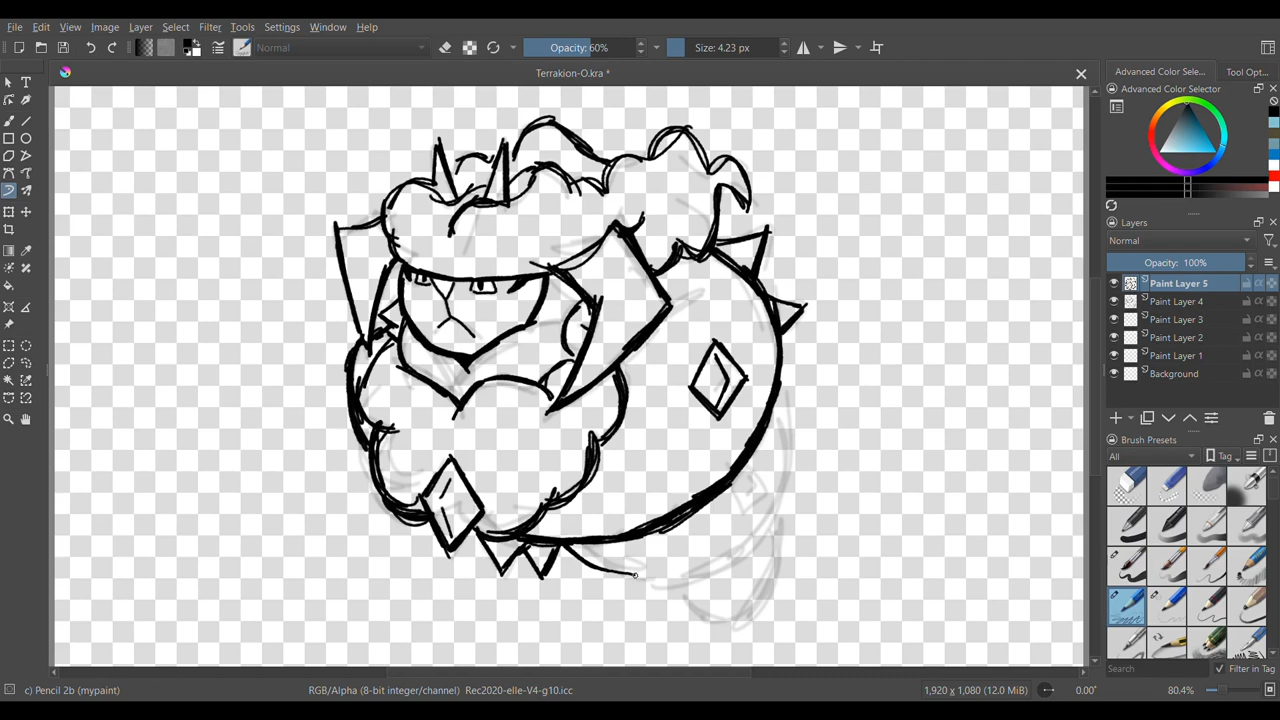 File Edit View Image Layer Select Filter Tools Settings Window Help
Normal Opacity: 60% Size: 4.23 px
Terrakion-O.kra *
Advanced Color Sele... Tool Opt...
Advanced Color Selector
Layers
Normal
Opacity: 100%
Paint Layer 5
Paint Layer 4
Paint Layer 3
Paint Layer 2
Paint Layer 1
Background
Brush Presets
All Tag
Search Filter in Tag
c) Pencil 2b (mypaint) RGB/Alpha (8-bit integer/channel) Rec2020-elle-V4-g10.icc 1,920 x 1,080 (12.0 MiB) 0.00° 80.4%